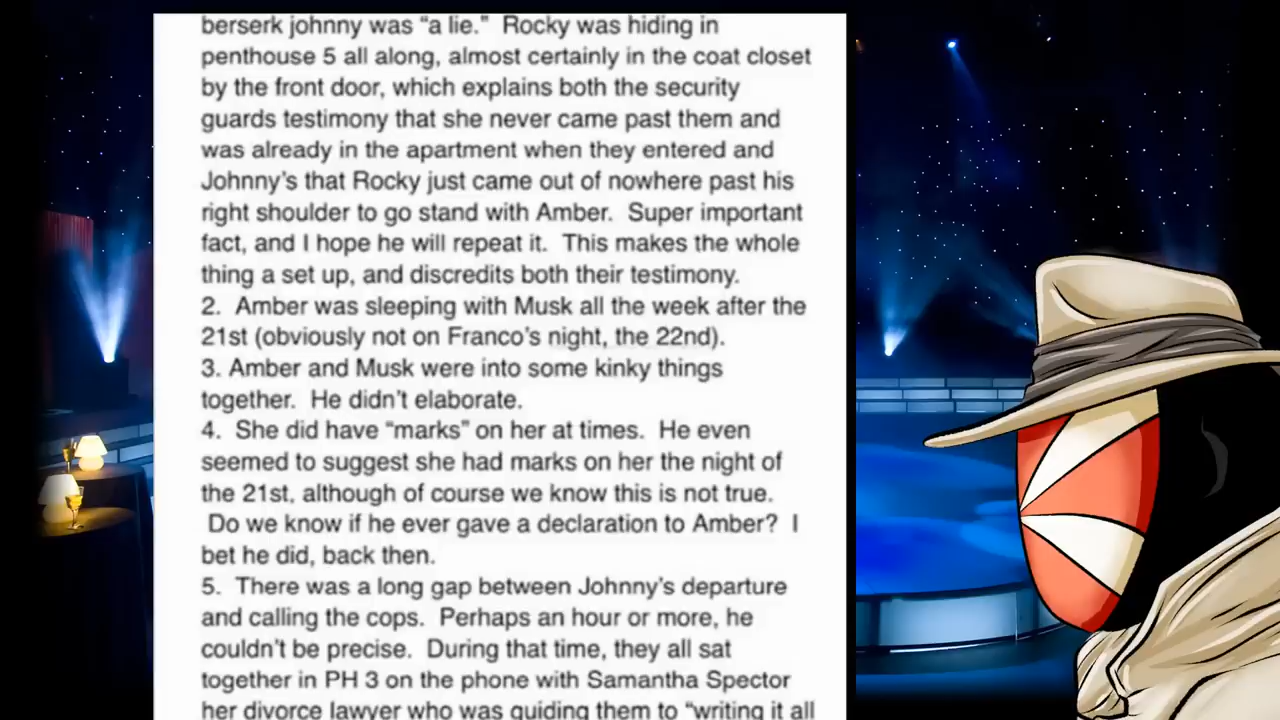 berserk johnny was “a lie.”  Rocky was hiding in
penthouse 5 all along, almost certainly in the coat closet
by the front door, which explains both the security
guards testimony that she never came past them and
was already in the apartment when they entered and
Johnny’s that Rocky just came out of nowhere past his
right shoulder to go stand with Amber.  Super important
fact, and I hope he will repeat it.  This makes the whole
thing a set up, and discredits both their testimony.
2.  Amber was sleeping with Musk all the week after the
21st (obviously not on Franco’s night, the 22nd).
3. Amber and Musk were into some kinky things
together.  He didn’t elaborate.
4.  She did have “marks” on her at times.  He even
seemed to suggest she had marks on her the night of
the 21st, although of course we know this is not true.
Do we know if he ever gave a declaration to Amber?  I
bet he did, back then.
5.  There was a long gap between Johnny’s departure
and calling the cops.  Perhaps an hour or more, he
couldn’t be precise.  During that time, they all sat
together in PH 3 on the phone with Samantha Spector
her divorce lawyer who was guiding them to “writing it all